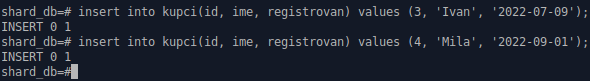 shard_db=# insert into kupci(id, ime, registrovan) values (3, 'Ivan', '2022-07-09');
INSERT 0 1
shard_db=# insert into kupci(id, ime, registrovan) values (4, 'Mila', '2022-09-01');
INSERT 0 1
shard_db=#